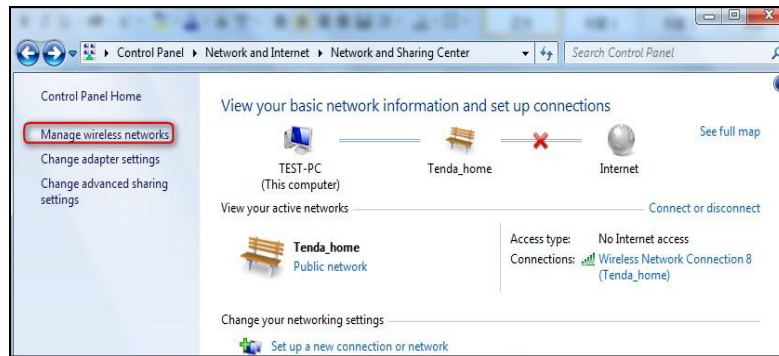 Control Panel ▸ Network and Internet ▸ Network and Sharing Center
Search Control Panel
Control Panel Home
Manage wireless networks
Change adapter settings
Change advanced sharing
settings
View your basic network information and set up connections
See full map
TEST-PC
(This computer)
Tenda_home
Internet
View your active networks
Connect or disconnect
Tenda_home
Public network
Access type: No Internet access
Connections: Wireless Network Connection 8
(Tenda_home)
Change your networking settings
Set up a new connection or network